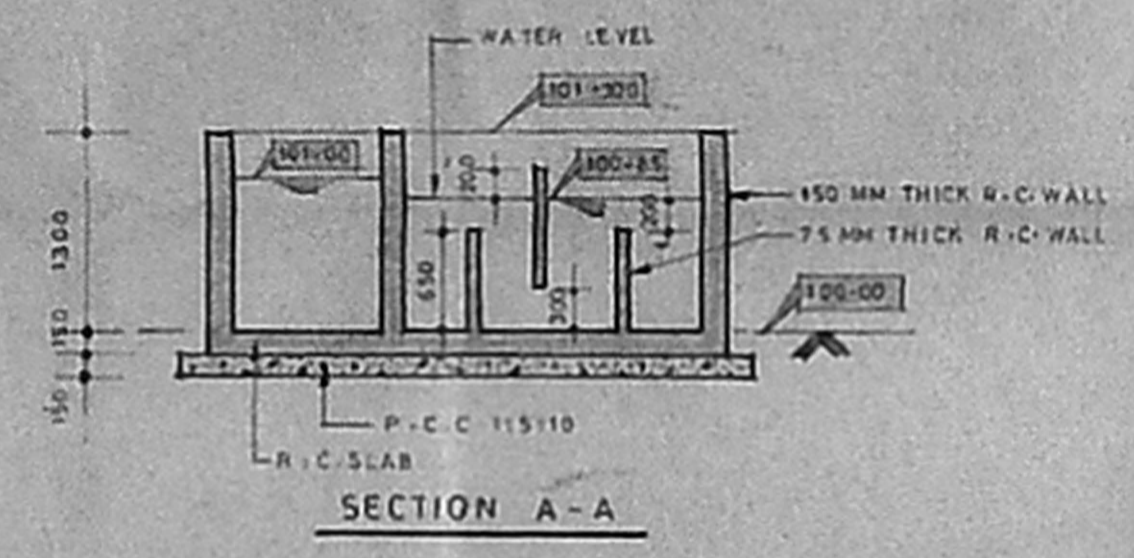 WATER LEVEL
101.300
101.00
200
100.85
150 MM THICK R.C. WALL
200
75 MM THICK R.C. WALL
1300
650
300
100.00
150
150
P.C.C 1:5:10
R.C. SLAB
SECTION A-A